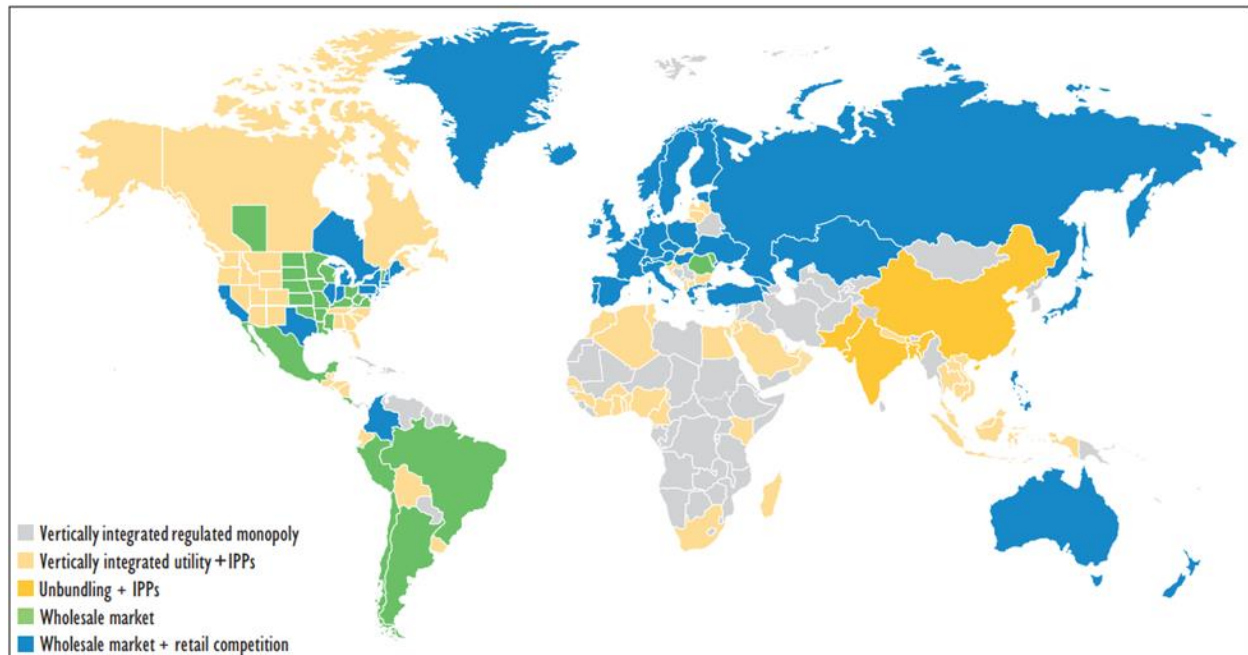 Vertically integrated regulated monopoly
Vertically integrated utility +IPPs
Unbundling + IPPs
Wholesale market
Wholesale market + retail competition